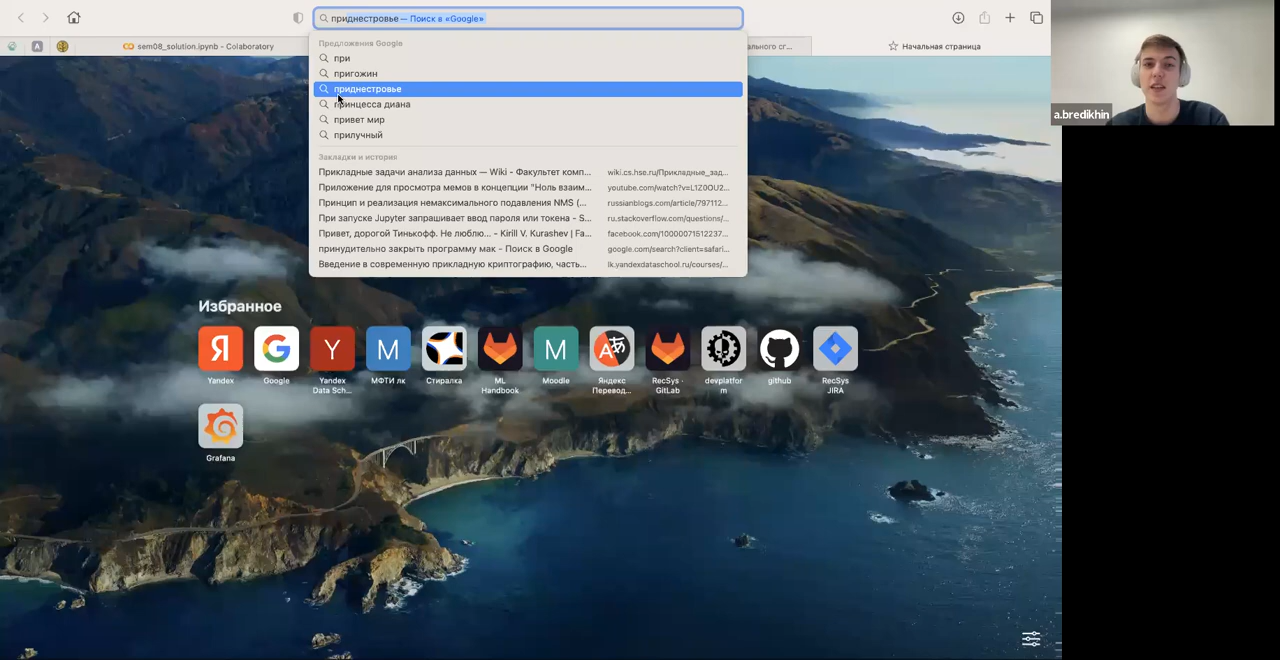 приднестровье — Поиск в «Google»
sem08_solution.ipynb - Colaboratory
ального сг...
Начальная страница
Предложения Google
при
пригожин
приднестровье
принцесса диана
привет мир
прилучный
Закладки и история
Прикладные задачи анализа данных — Wiki - Факультет комп... wiki.cs.hse.ru/Прикладные_зад...
Приложение для просмотра мемов в концепции "Ноль взаим... youtube.com/watch?v=L1Z0OU2...
Принцип и реализация немаксимального подавления NMS (... russianblogs.com/article/797112...
При запуске Jupyter запрашивает ввод пароля или токена - S... ru.stackoverflow.com/questions/...
Привет, дорогой Тинькофф. Не люблю... - Kirill V. Kurashev | Fa... facebook.com/10000071512237...
принудительно закрыть программу мак - Поиск в Google google.com/search?client=safari...
Введение в современную прикладную криптографию, часть... lk.yandexdataschool.ru/courses/...
a.bredikhin
Избранное
Я
G
Y
M
M
Yandex
Google
Yandex Data Sch...
МФТИ лк
Стиралка
ML Handbook
Moodle
Яндекс Перевод...
RecSys · GitLab
devplatform
github
RecSys JIRA
Grafana